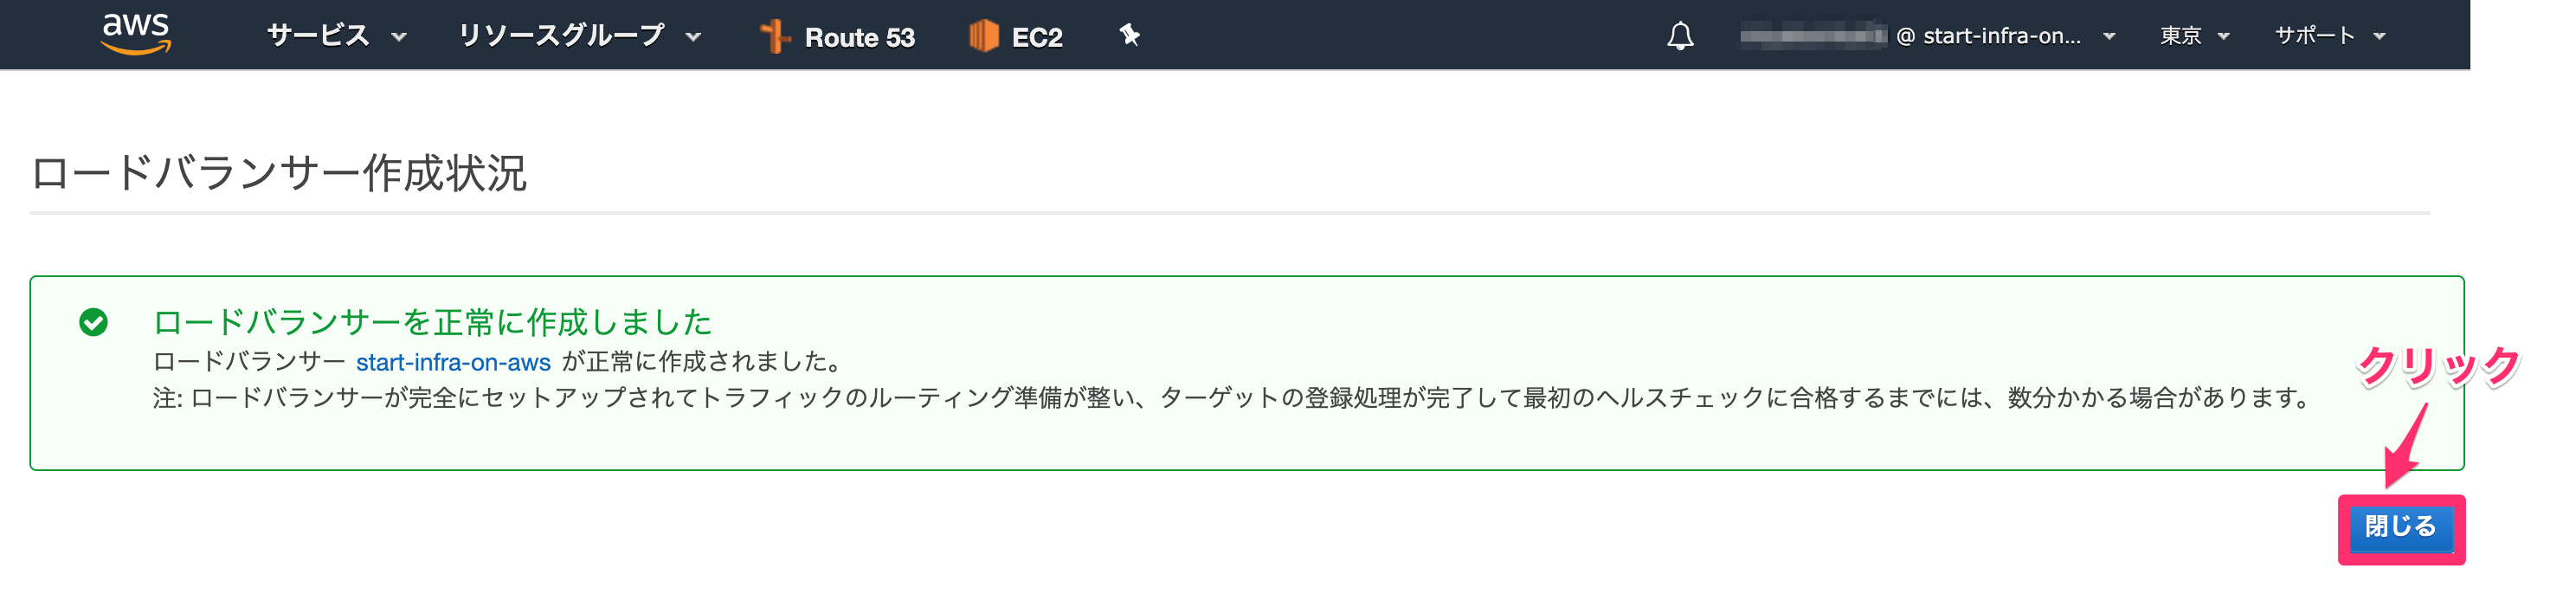 aws サービス リソースグループ Route 53 EC2 @ start-infra-on... 東京 サポート
ロードバランサー作成状況
ロードバランサーを正常に作成しました
ロードバランサー start-infra-on-aws が正常に作成されました。
注: ロードバランサーが完全にセットアップされてトラフィックのルーティング準備が整い、ターゲットの登録処理が完了して最初のヘルスチェックに合格するまでには、数分かかる場合があります。
クリック
閉じる